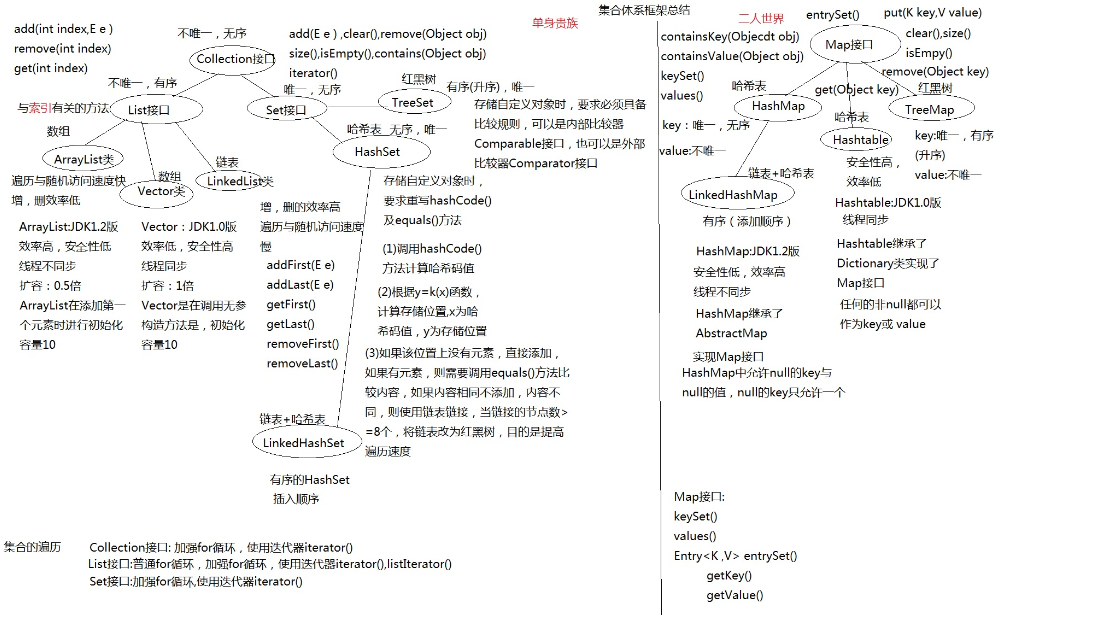 集合体系框架总结
单身贵族
二人世界
add(int index,E e )
remove(int index)
get(int index)
与索引有关的方法:
不唯一,无序
Collection接口
add(E e ) ,clear(),remove(Object obj)
size(),isEmpty(),contains(Object obj)
iterator()
不唯一,有序
List接口
唯一,无序
Set接口
红黑树
TreeSet
有序(升序),唯一
存储自定义对象时,要求必须具备
比较规则,可以是内部比较器
Comparable接口,也可以是外部
比较器Comparator接口
数组
ArrayList类
遍历与随机访问速度快
增,删效率低
数组
Vector类
链表
LinkedList类
哈希表 无序,唯一
HashSet
ArrayList:JDK1.2版
效率高,安全性低
线程不同步
扩容:0.5倍
ArrayList在添加第一
个元素时进行初始化
容量10
Vector:JDK1.0版
效率低,安全性高
线程同步
扩容:1倍
Vector是在调用无参
构造方法是,初始化
容量10
增,删的效率高
遍历与随机访问速度
慢
addFirst(E e)
addLast(E e)
getFirst()
getLast()
removeFirst()
removeLast()
存储自定义对象时,
要求重写hashCode()
及equals()方法
(1)调用hashCode()
方法计算哈希码值
(2)根据y=k(x)函数,
计算存储位置,x为哈
希码值,y为存储位置
(3)如果该位置上没有元素,直接添加,
如果有元素,则需要调用equals()方法比
较内容,如果内容相同不添加,内容不
同,则使用链表链接,当链接的节点数>
=8个,将链表改为红黑树,目的是提高
遍历速度
链表+哈希表
LinkedHashSet
有序的HashSet
插入顺序
集合的遍历
Collection接口: 加强for循环,使用迭代器iterator()
List接口:普通for循环,加强for循环,使用迭代器iterator(),listIterator()
Set接口:加强for循环,使用迭代器iterator()
containsKey(Objecdt obj)
containsValue(Object obj)
keySet()
values()
entrySet()
Map接口
put(K key,V value)
clear(),size()
isEmpy()
remove(Object key)
get(Object key)
哈希表
HashMap
key:唯一,无序
value:不唯一
哈希表
Hashtable
安全性高,
效率低
红黑树
TreeMap
key:唯一,有序
(升序)
value:不唯一
链表+哈希表
LinkedHashMap
有序(添加顺序)
HashMap:JDK1.2版
安全性低,效率高
线程不同步
HashMap继承了
AbstractMap
实现Map接口
HashMap中允许null的key与
null的值,null的key只允许一个
Hashtable:JDK1.0版
线程同步
Hashtable继承了
Dictionary类实现了
Map接口
任何的非null都可以
作为key或 value
Map接口:
keySet()
values()
Entry<K ,V> entrySet()
getKey()
getValue()